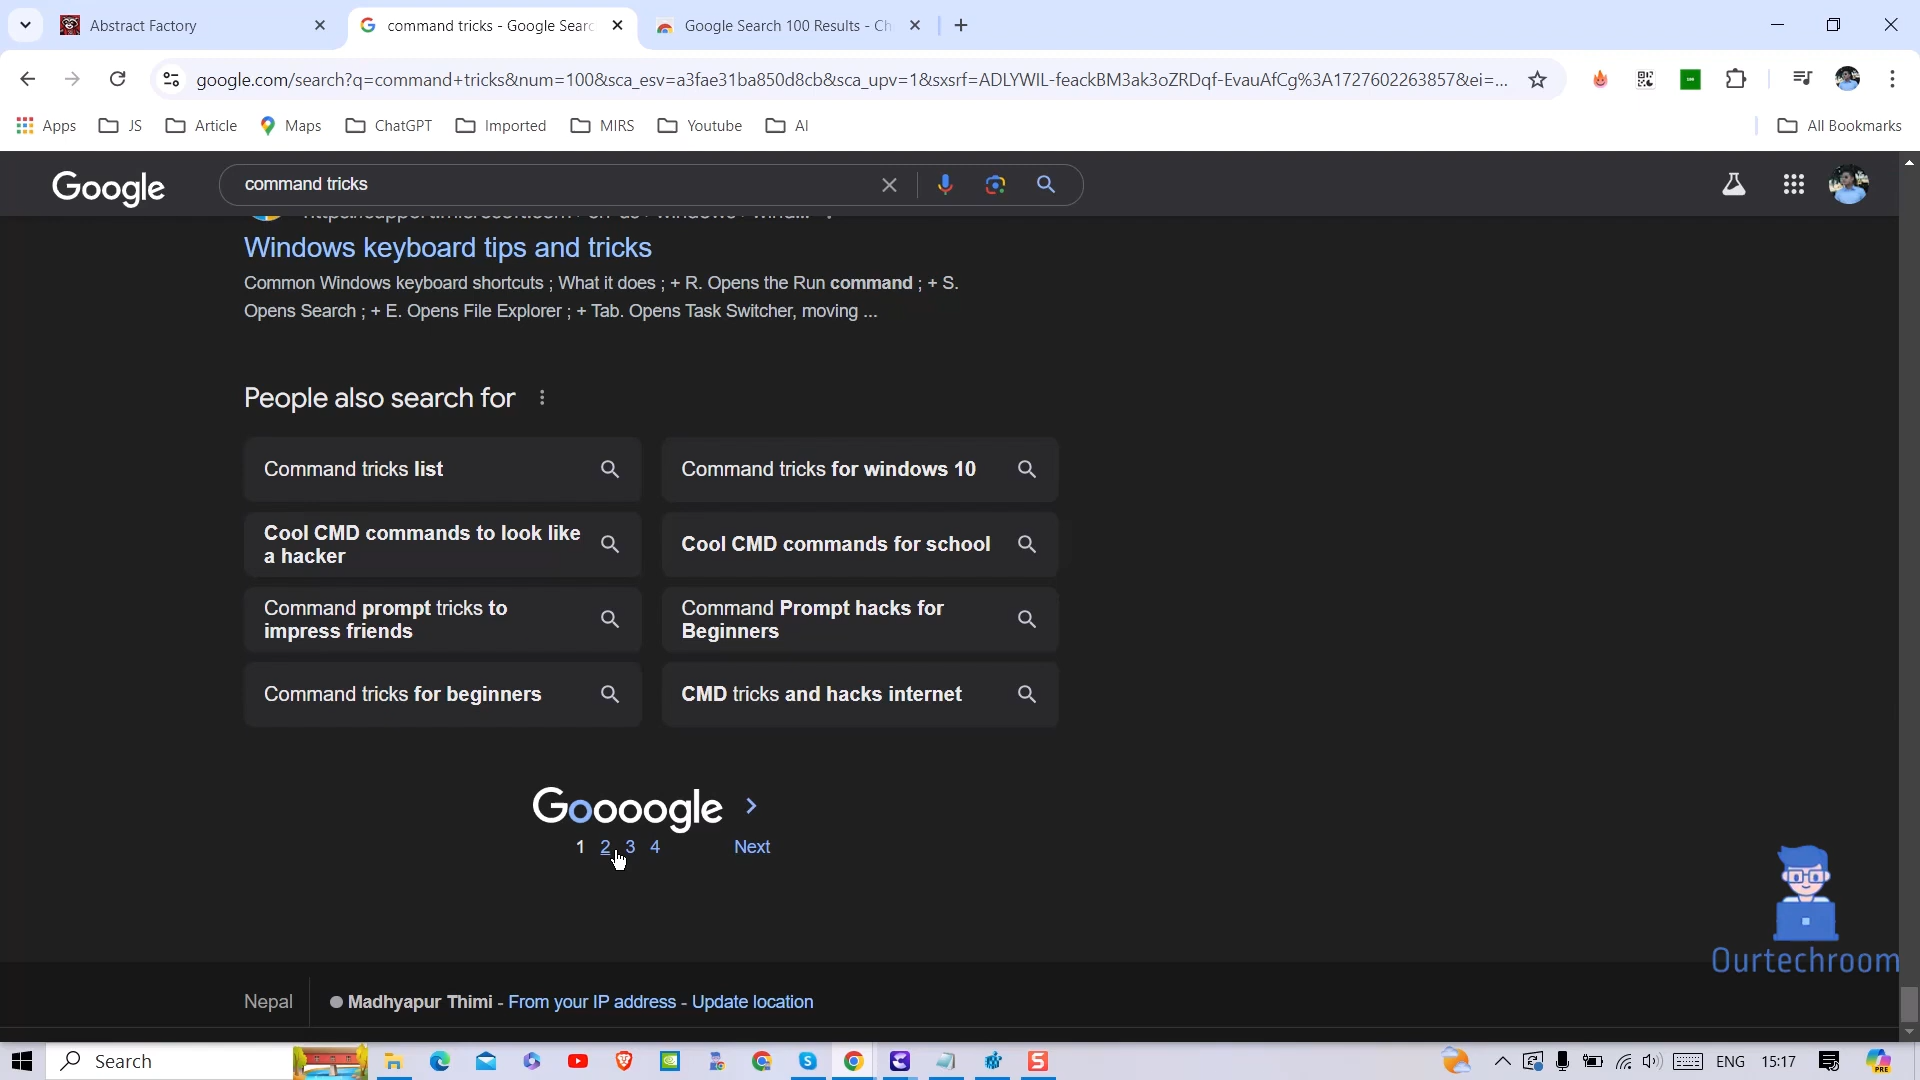 Abstract Factory
command tricks - Google Searc
Google Search 100 Results - Ch
google.com/search?q=command+tricks&num=100&sca_esv=a3fae31ba850d8cb&sca_upv=1&sxsrf=ADLYWIL-feackBM3ak3oZRDqf-EvauAfCg%3A1727602263857&ei=...
Apps JS Article Maps ChatGPT Imported MIRS Youtube AI All Bookmarks
Google command tricks
Windows keyboard tips and tricks
Common Windows keyboard shortcuts ; What it does ; + R. Opens the Run command ; + S.
Opens Search ; + E. Opens File Explorer ; + Tab. Opens Task Switcher, moving ...
People also search for
Command tricks list
Command tricks for windows 10
Cool CMD commands to look like
a hacker
Cool CMD commands for school
Command prompt tricks to
impress friends
Command Prompt hacks for
Beginners
Command tricks for beginners
CMD tricks and hacks internet
Goooogle >
1 2 3 4 Next
Ourtechroom
Nepal
Madhyapur Thimi - From your IP address - Update location
Search
ENG 15:17
PRE